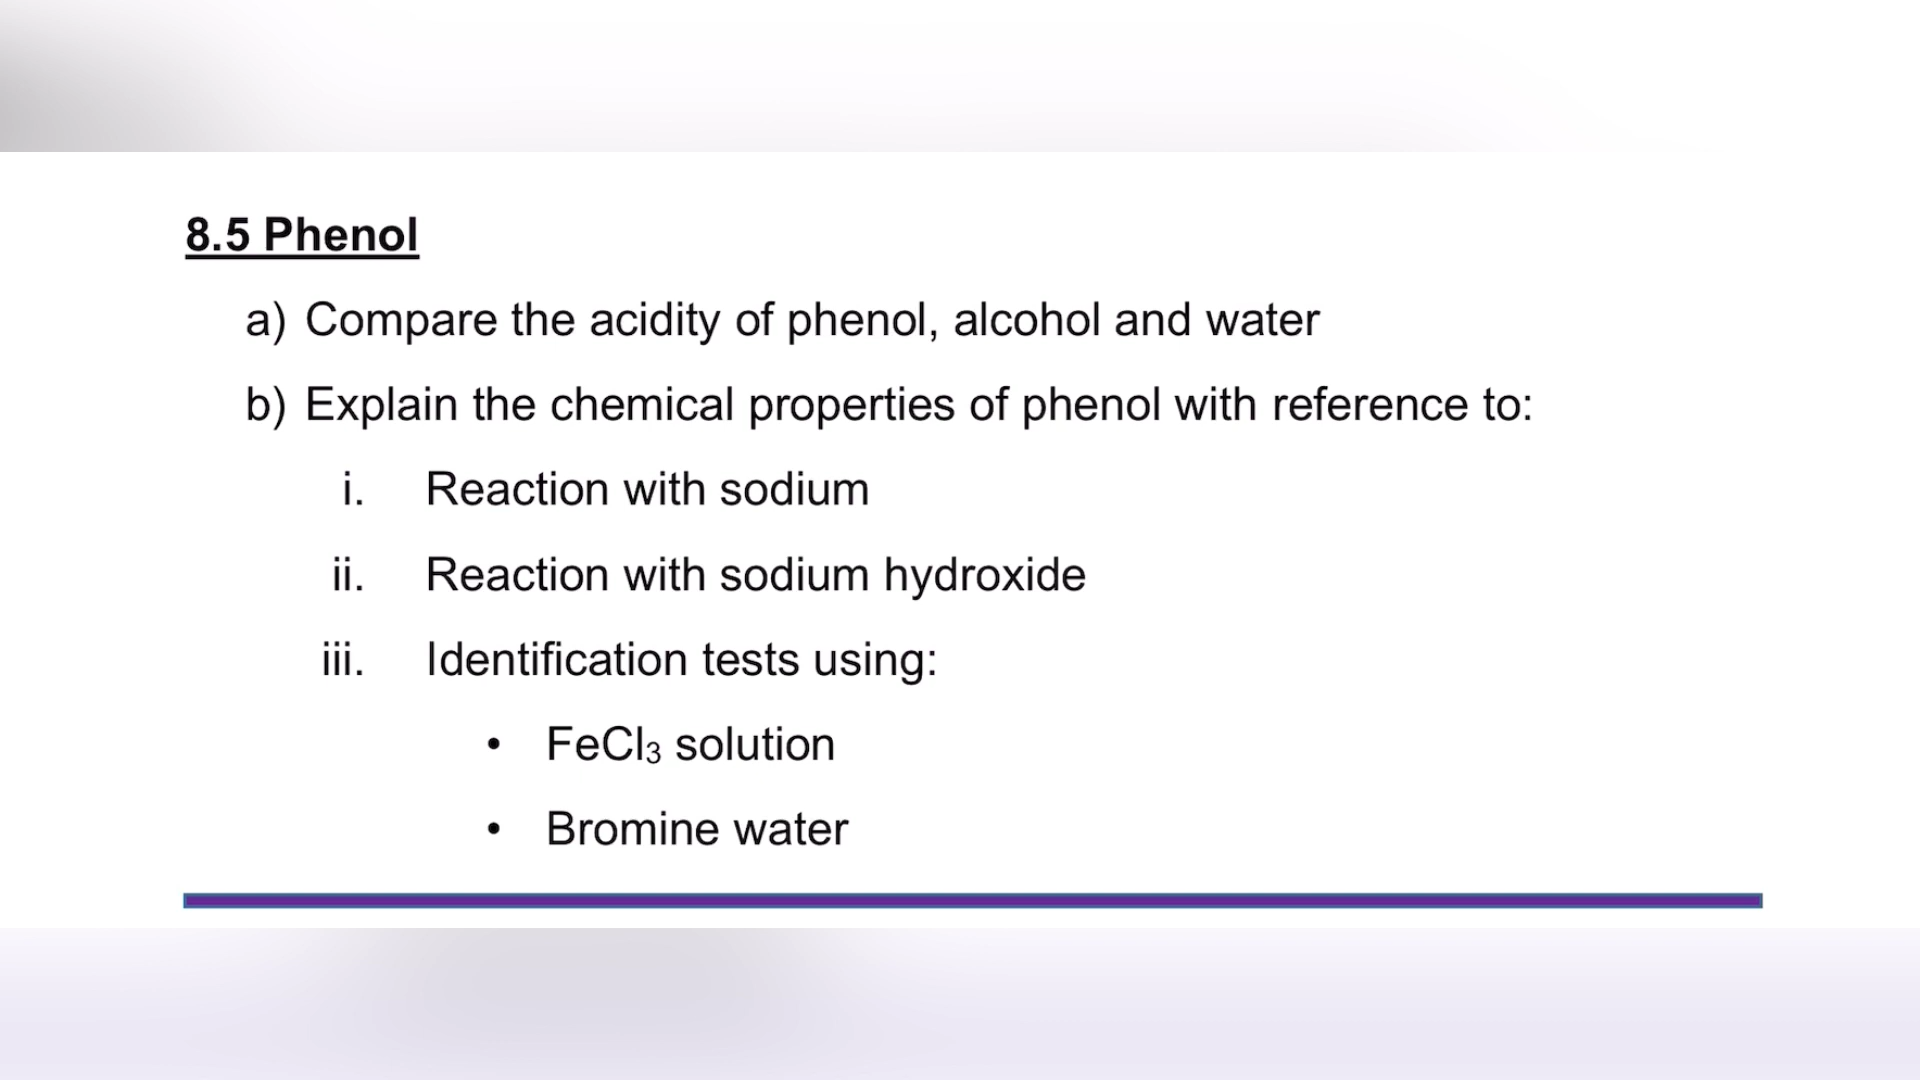 8.5 Phenol
a) Compare the acidity of phenol, alcohol and water
b) Explain the chemical properties of phenol with reference to:
i. Reaction with sodium
ii. Reaction with sodium hydroxide
iii. Identification tests using:
• FeCl₃ solution
• Bromine water